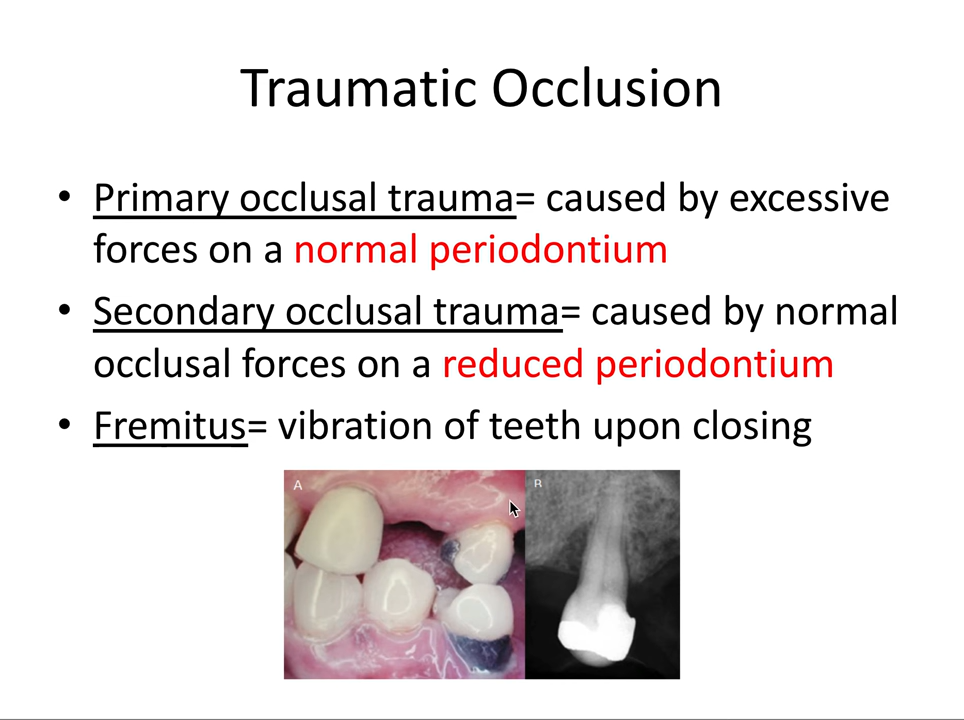 Traumatic Occlusion
• Primary occlusal trauma= caused by excessive
forces on a normal periodontium
• Secondary occlusal trauma= caused by normal
occlusal forces on a reduced periodontium
• Fremitus= vibration of teeth upon closing
A
B